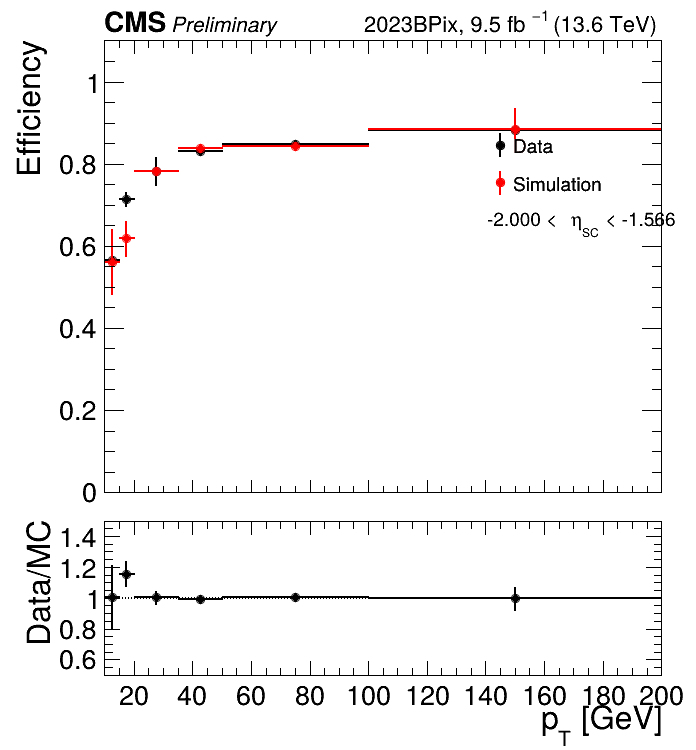 CMS Preliminary 2023BPix, 9.5 fb⁻¹ (13.6 TeV)
Efficiency
1
0.8
0.6
0.4
0.2
0
Data
Simulation
-2.000 < ηSC < -1.566
Data/MC
1.4
1.2
1
0.8
0.6
20 40 60 80 100 120 140 160 180 200
pT [GeV]